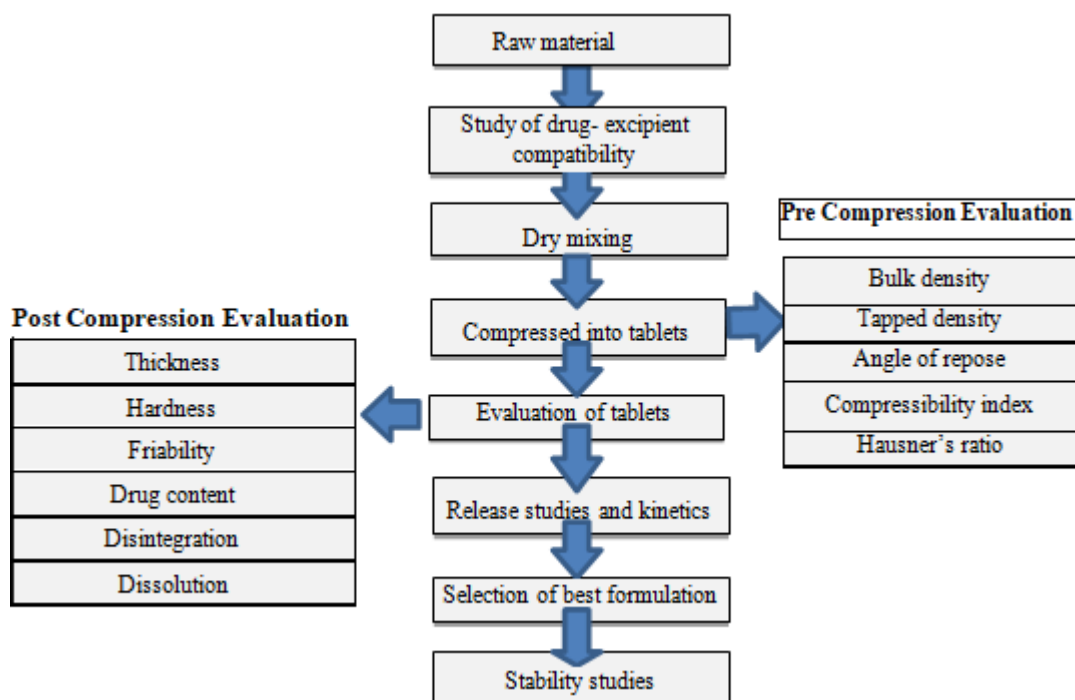 Raw material
Study of drug- excipient
compatibility
Dry mixing
Compressed into tablets
Evaluation of tablets
Release studies and kinetics
Selection of best formulation
Stability studies
Pre Compression Evaluation
Bulk density
Tapped density
Angle of repose
Compressibility index
Hausner’s ratio
Post Compression Evaluation
Thickness
Hardness
Friability
Drug content
Disintegration
Dissolution